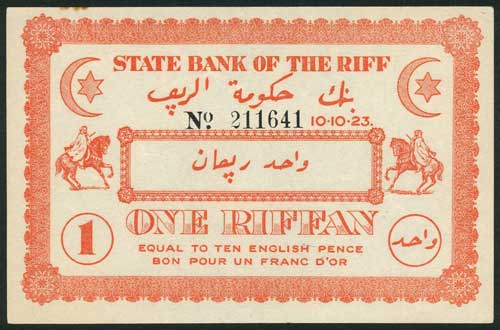 STATE BANK OF THE RIFF
بنك حكومة الريف
Nº 211641 10-10-23.
واحد ريفان
1 ONE RIFFAN واحد
EQUAL TO TEN ENGLISH PENCE
BON POUR UN FRANC D'OR